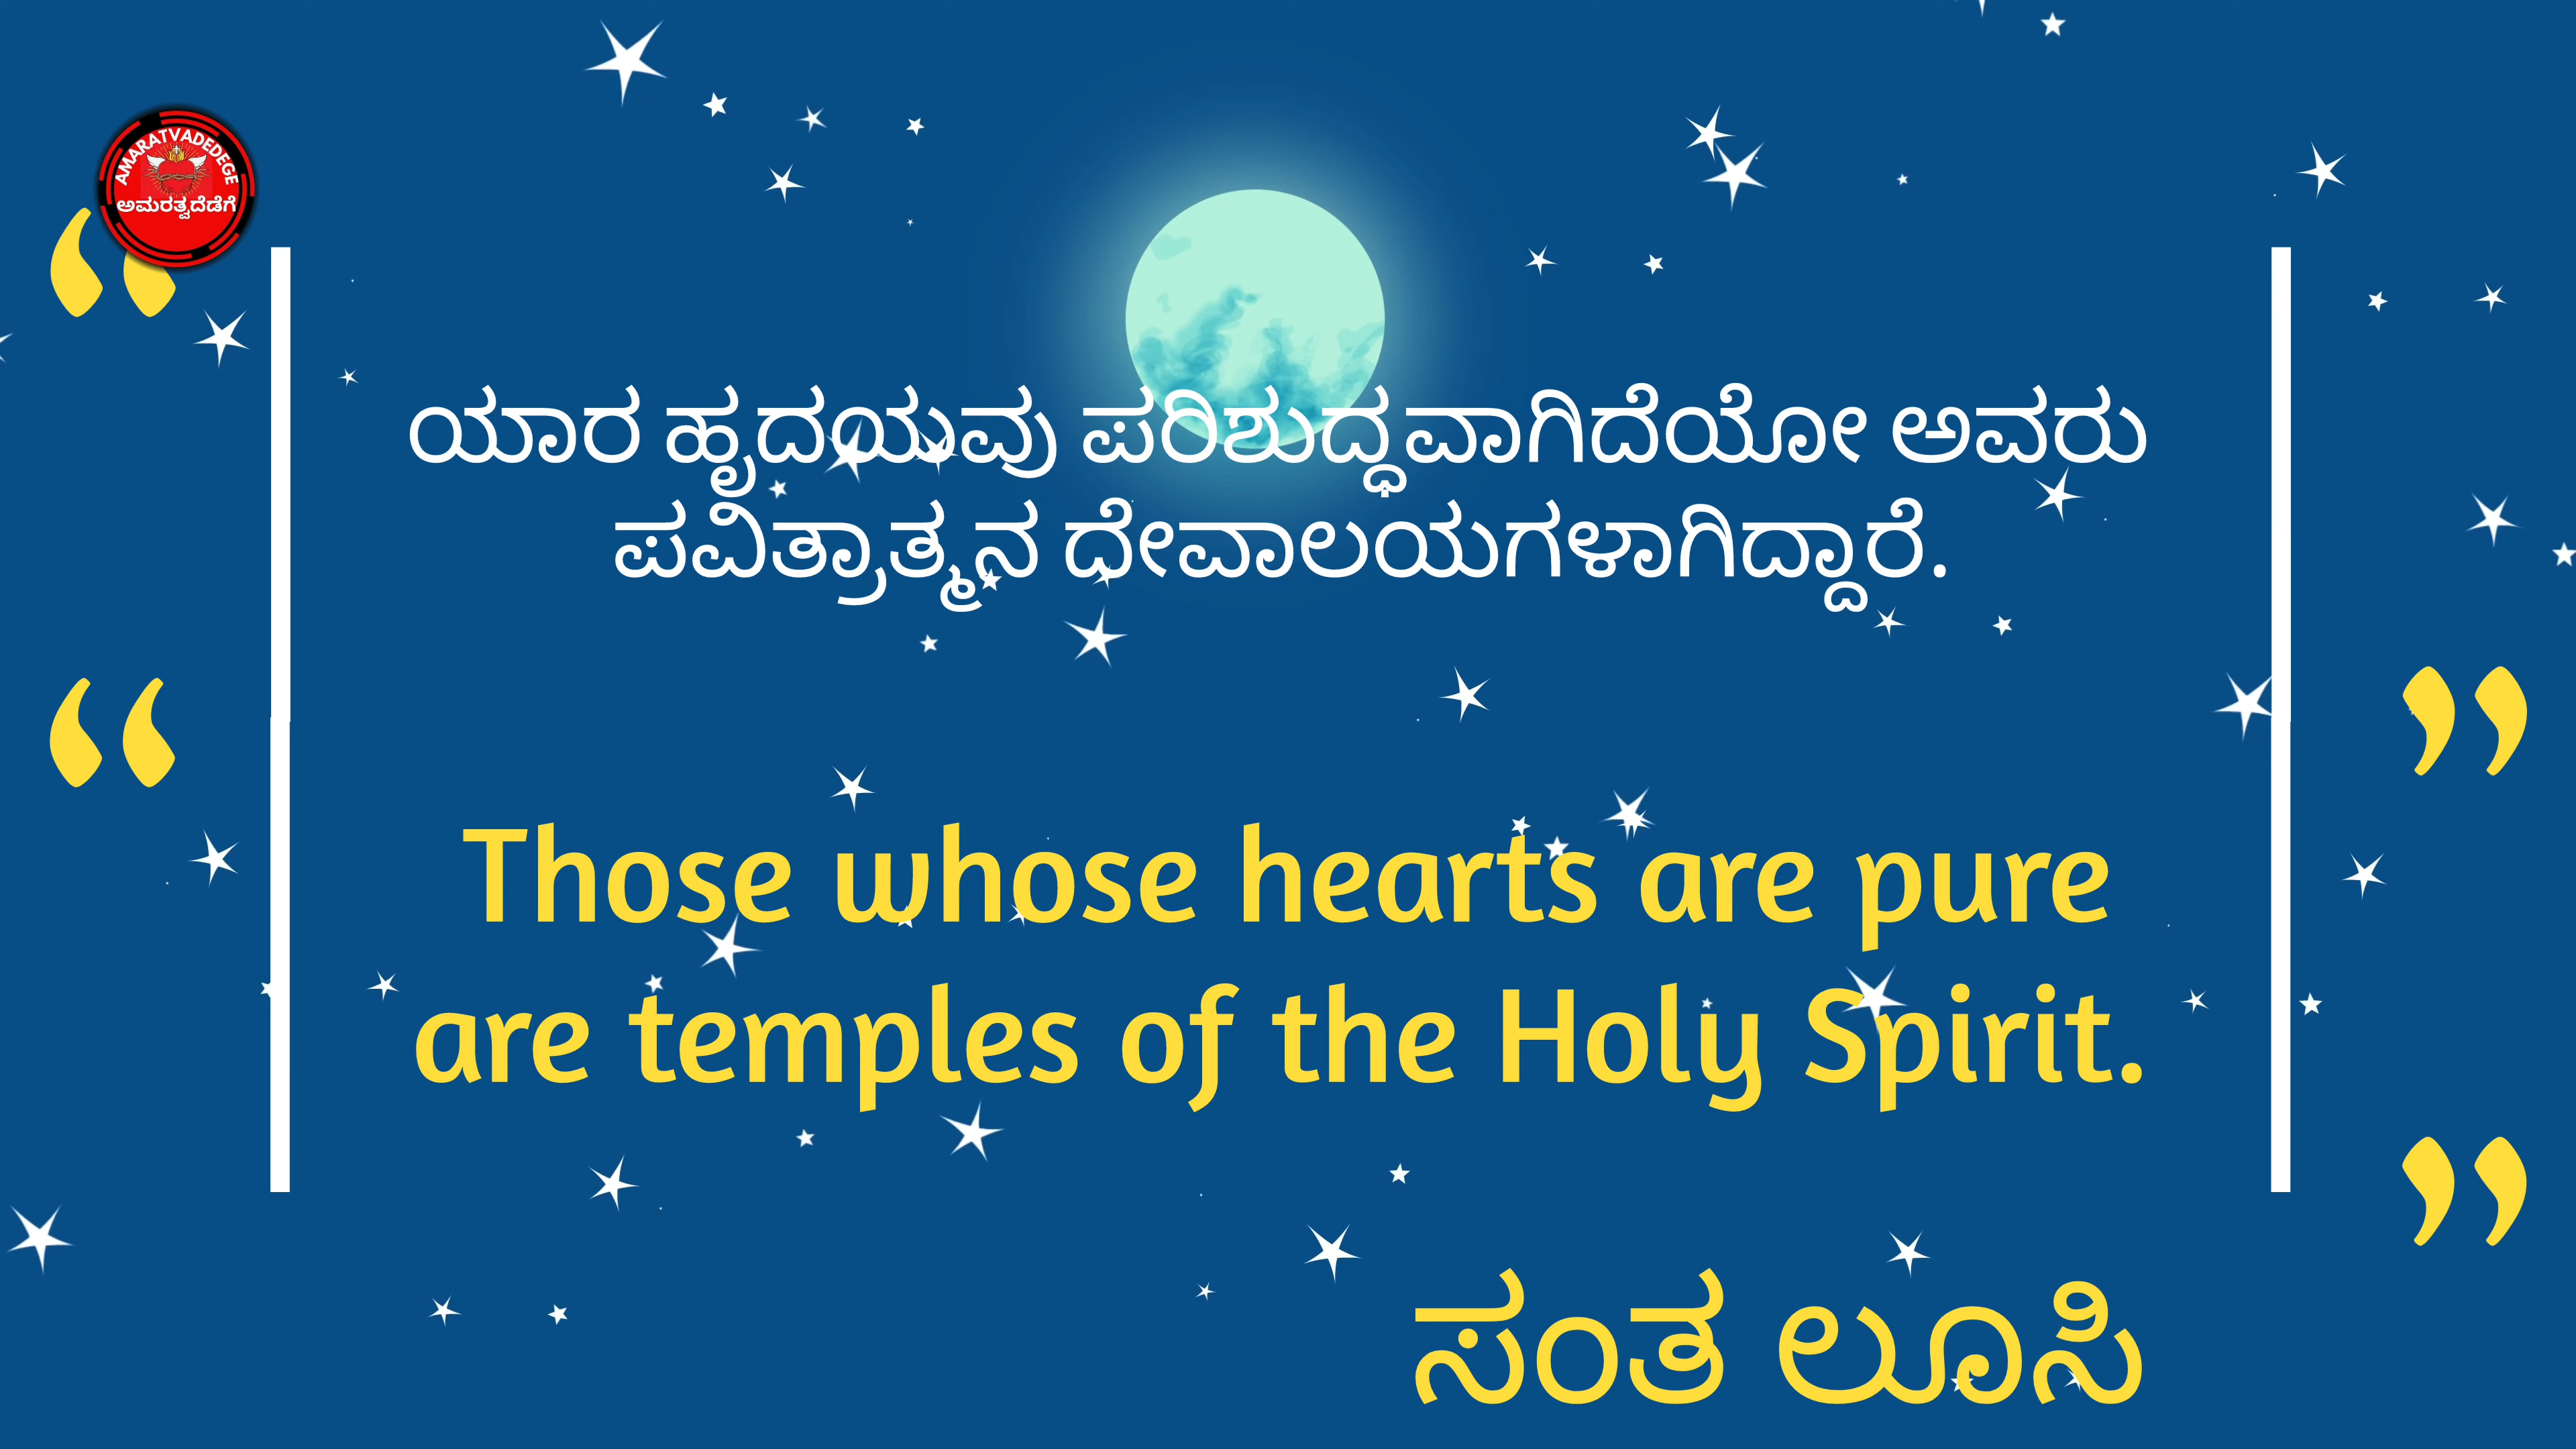 AMARATVADEDEGE
ಅಮರತ್ವದೆಡೆಗೆ
ಯಾರ ಹೃದಯವು ಪರಿಶುದ್ಧವಾಗಿದೆಯೋ ಅವರು
ಪವಿತ್ರಾತ್ಮನ ದೇವಾಲಯಗಳಾಗಿದ್ದಾರೆ.
Those whose hearts are pure
are temples of the Holy Spirit.
ಸಂತ ಲೂಸಿ